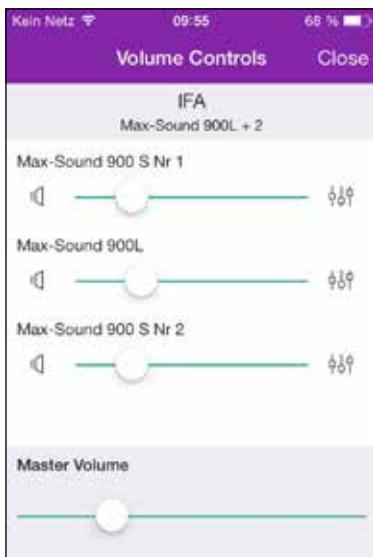 Kein Netz 09:55 68 %
Volume Controls Close
IFA
Max-Sound 900L + 2
Max-Sound 900 S Nr 1
Max-Sound 900L
Max-Sound 900 S Nr 2
Master Volume